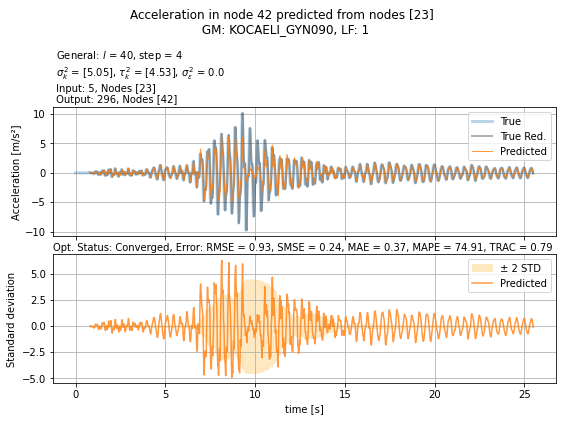 Acceleration in node 42 predicted from nodes [23]
GM: KOCAELI_GYN090, LF: 1
General: l = 40, step = 4
σ²ₖ = [5.05], τ²ₖ = [4.53], σ²ε = 0.0
Input: 5, Nodes [23]
Output: 296, Nodes [42]
Acceleration [m/s²]
10
5
0
−5
−10
True
True Red.
Predicted
Opt. Status: Converged, Error: RMSE = 0.93, SMSE = 0.24, MAE = 0.37, MAPE = 74.91, TRAC = 0.79
Standard deviation
5.0
2.5
0.0
−2.5
−5.0
± 2 STD
Predicted
0 5 10 15 20 25
time [s]